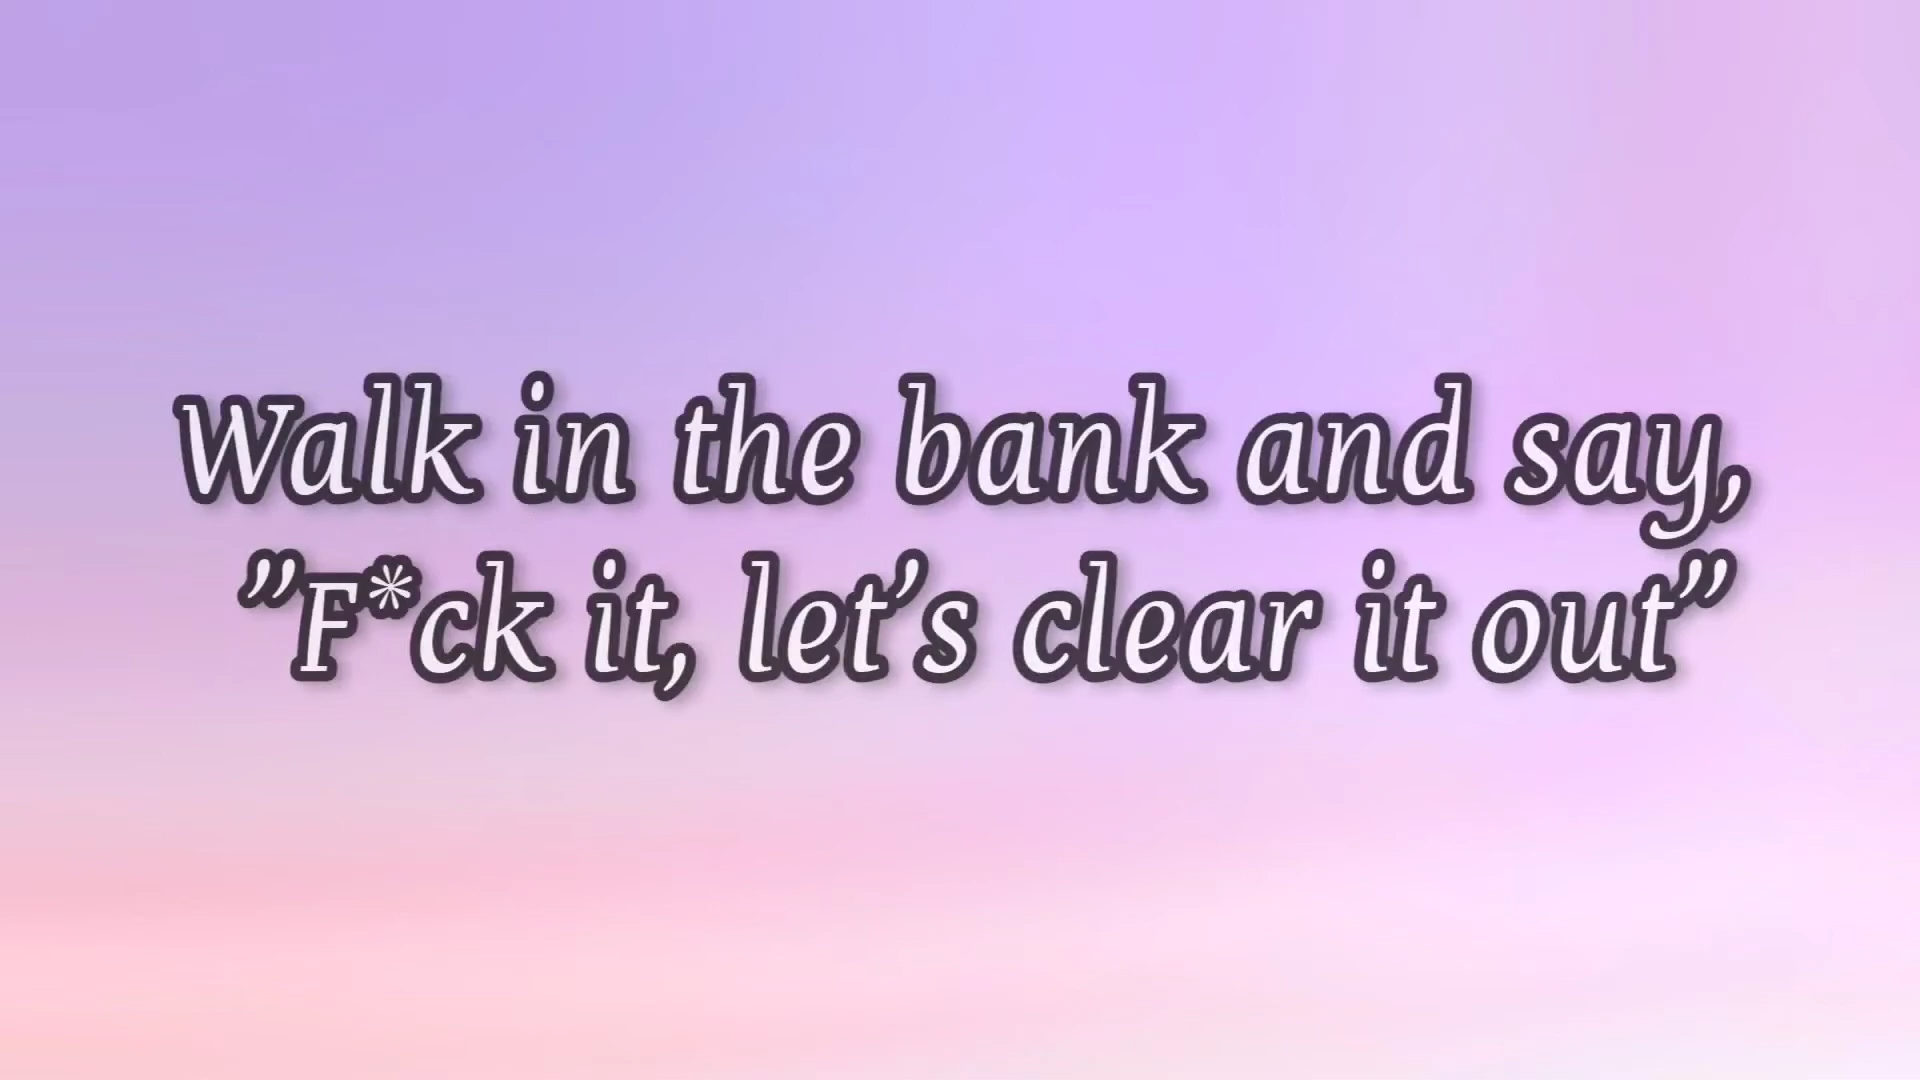 Walk in the bank and say,
”F*ck it, let’s clear it out”